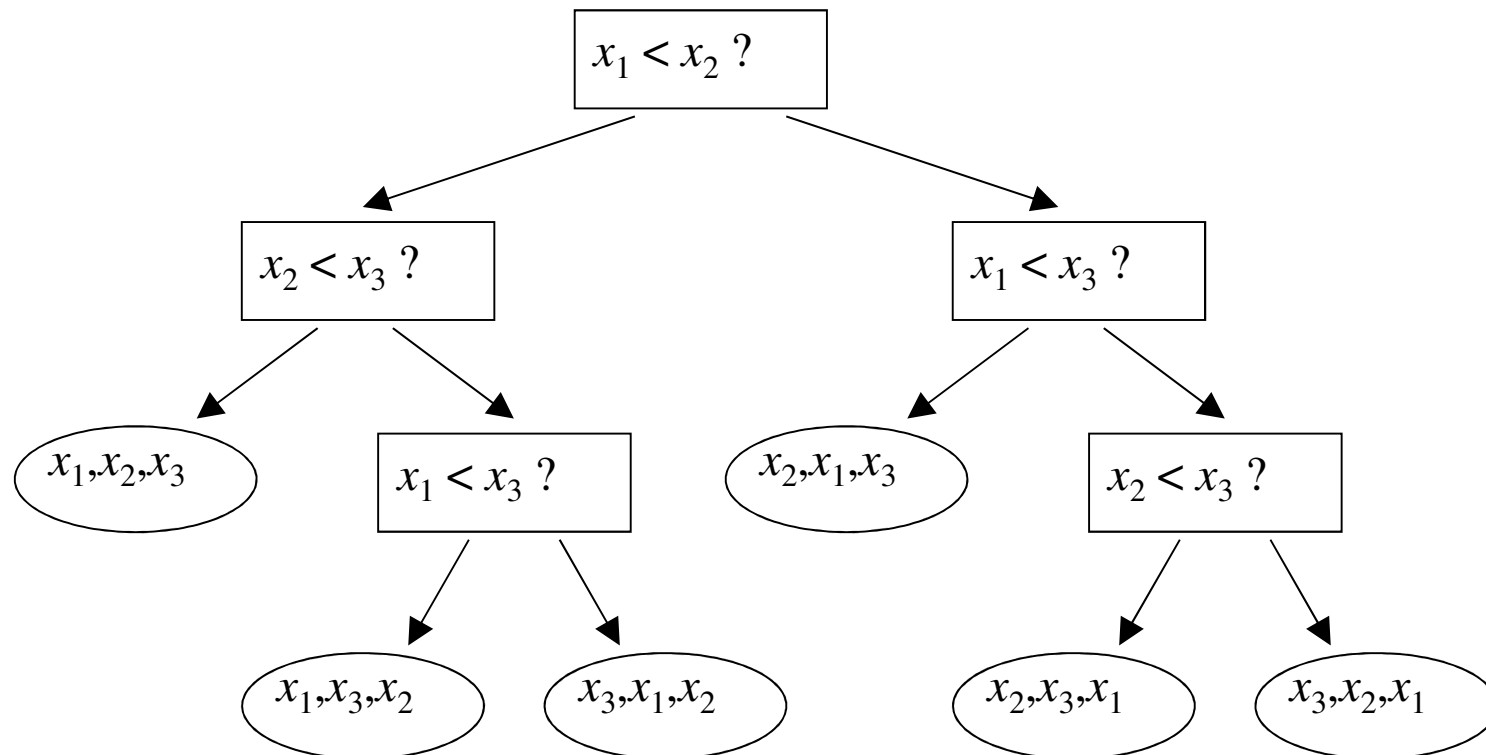 x₁ < x₂ ?
x₂ < x₃ ?
x₁ < x₃ ?
x₁,x₂,x₃
x₁ < x₃ ?
x₂,x₁,x₃
x₂ < x₃ ?
x₁,x₃,x₂
x₃,x₁,x₂
x₂,x₃,x₁
x₃,x₂,x₁